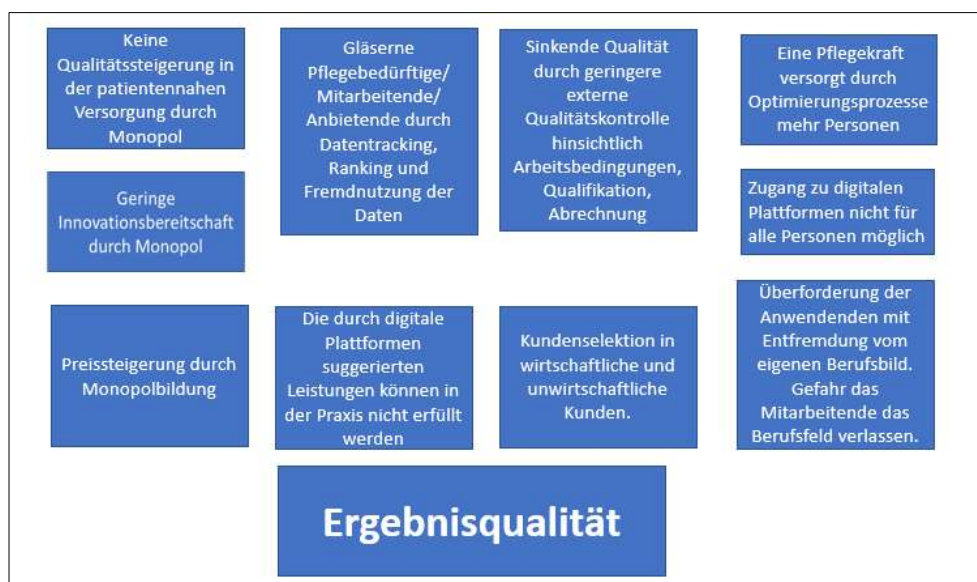 Keine
Qualitätssteigerung in
der patientennahen
Versorgung durch
Monopol
Gläserne
Pflegebedürftige/
Mitarbeitende/
Anbietende durch
Datentracking,
Ranking und
Fremdnutzung der
Daten
Sinkende Qualität
durch geringere
externe
Qualitätskontrolle
hinsichtlich
Arbeitsbedingungen,
Qualifikation,
Abrechnung
Eine Pflegekraft
versorgt durch
Optimierungsprozesse
mehr Personen
Geringe
Innovationsbereitschaft
durch Monopol
Zugang zu digitalen
Plattformen nicht für
alle Personen möglich
Preissteigerung durch
Monopolbildung
Die durch digitale
Plattformen
suggerierten
Leistungen können in
der Praxis nicht erfüllt
werden
Kundenselektion in
wirtschaftliche und
unwirtschaftliche
Kunden.
Überforderung der
Anwendenden mit
Entfremdung vom
eigenen Berufsbild.
Gefahr das
Mitarbeitende das
Berufsfeld verlassen.
Ergebnisqualität